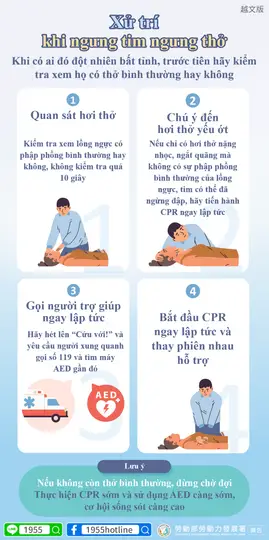 越文版
Xử trí
khi ngưng tim ngưng thở
Khi có ai đó đột nhiên bất tỉnh, trước tiên hãy kiểm
tra xem họ có thở bình thường hay không
1
Quan sát hơi thở
Kiểm tra xem lồng ngực có
phập phồng bình thường hay
không, không kiểm tra quá
10 giây
2
Chú ý đến
hơi thở yếu ớt
Nếu chỉ có hơi thở nặng
nhọc, ngắt quãng mà
không có sự phập phồng
bình thường của lồng
ngực, tim có thể đã
ngừng đập, hãy tiến hành
CPR ngay lập tức
3
Gọi người trợ giúp
ngay lập tức
Hãy hét lên “Cứu với!” và
yêu cầu người xung quanh
gọi số 119 và tìm máy
AED gần đó
AED
4
Bắt đầu CPR
ngay lập tức và
thay phiên nhau
hỗ trợ
Lưu ý
Nếu không còn thở bình thường, đừng chờ đợi
Thực hiện CPR sớm và sử dụng AED càng sớm,
cơ hội sống sót càng cao
LINE 1955
1955hotline
勞動部勞動力發展署 廣告